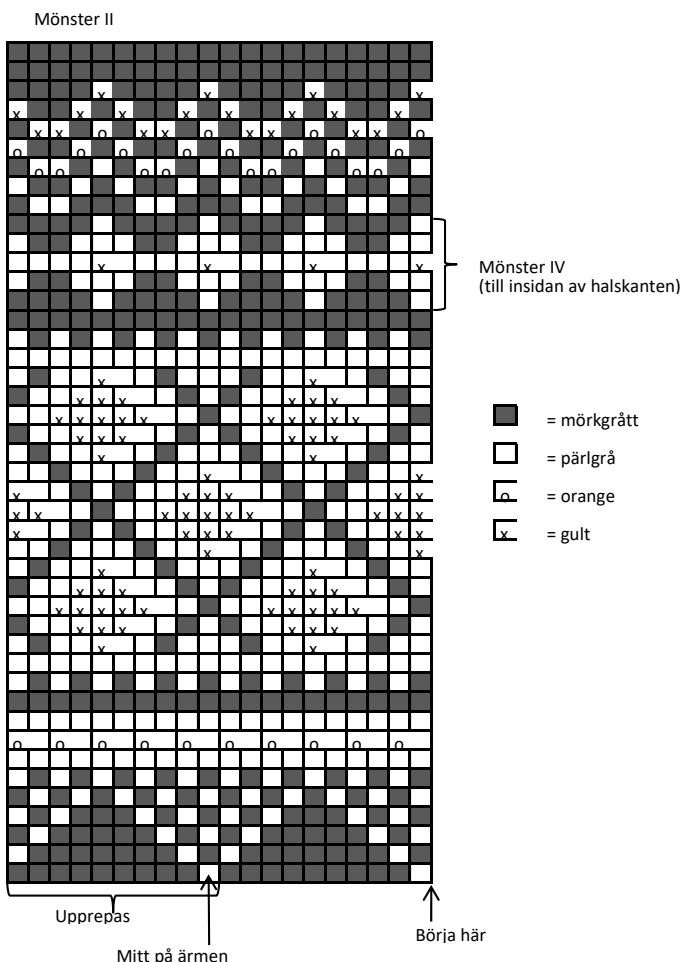 Mönster II
Mönster IV
(till insidan av halskanten)
= mörkgrått
= pärlgrå
o = orange
x = gult
Upprepas
Börja här
Mitt på ärmen